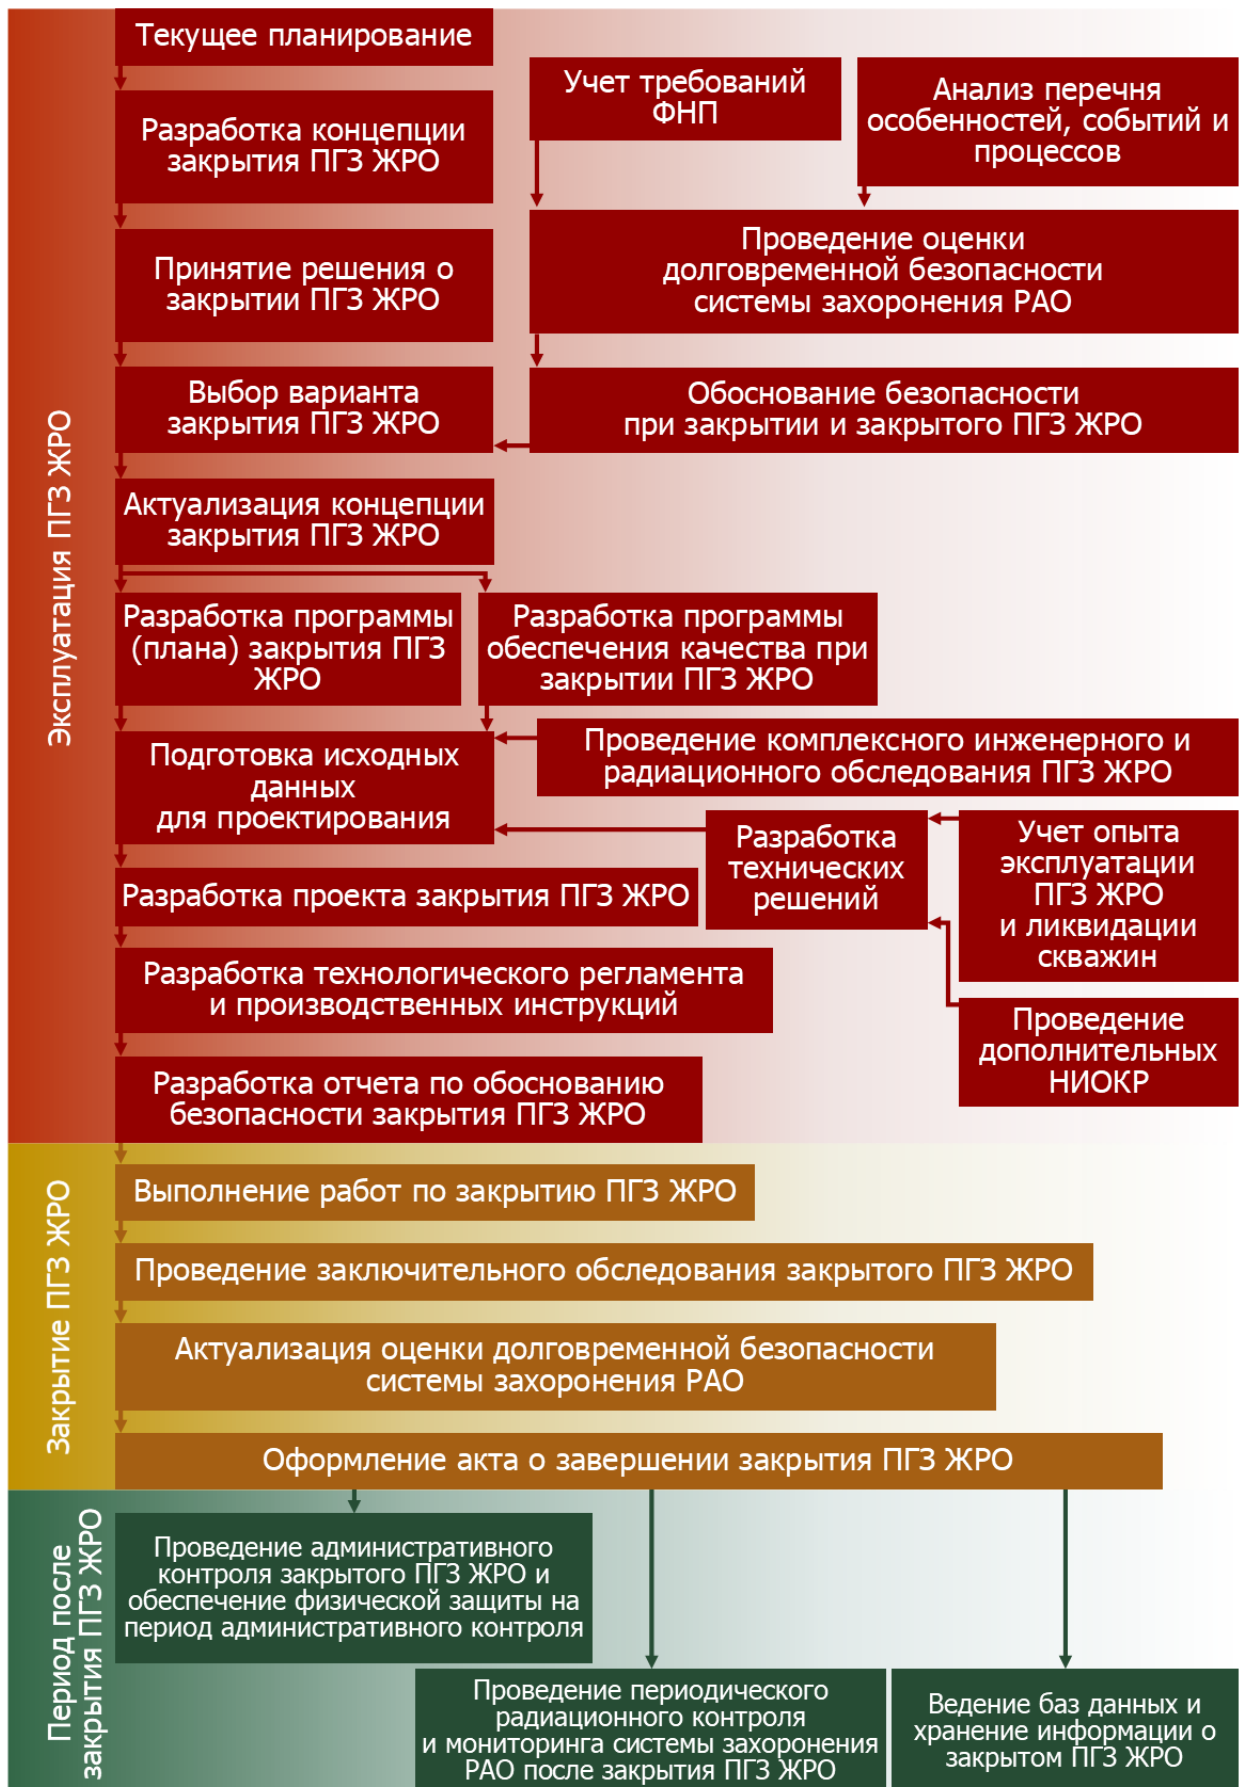 Текущее планирование
Разработка концепции
закрытия ПГЗ ЖРО
Принятие решения о
закрытии ПГЗ ЖРО
Выбор варианта
закрытия ПГЗ ЖРО
Учет требований
ФНП
Анализ перечня
особенностей, событий и
процессов
Проведение оценки
долговременной безопасности
системы захоронения РАО
Обоснование безопасности
при закрытии и закрытого ПГЗ ЖРО
Актуализация концепции
закрытия ПГЗ ЖРО
Разработка программы
(плана) закрытия ПГЗ
ЖРО
Разработка программы
обеспечения качества при
закрытии ПГЗ ЖРО
Подготовка исходных
данных
для проектирования
Проведение комплексного инженерного и
радиационного обследования ПГЗ ЖРО
Разработка
технических
решений
Учет опыта
эксплуатации
ПГЗ ЖРО
и ликвидации
скважин
Проведение
дополнительных
НИОКР
Разработка проекта закрытия ПГЗ ЖРО
Разработка технологического регламента
и производственных инструкций
Разработка отчета по обоснованию
безопасности закрытия ПГЗ ЖРО
Эксплуатация ПГЗ ЖРО
Выполнение работ по закрытию ПГЗ ЖРО
Проведение заключительного обследования закрытого ПГЗ ЖРО
Актуализация оценки долговременной безопасности
системы захоронения РАО
Оформление акта о завершении закрытия ПГЗ ЖРО
Закрытие ПГЗ ЖРО
Проведение административного
контроля закрытого ПГЗ ЖРО и
обеспечение физической защиты на
период административного контроля
Проведение периодического
радиационного контроля
и мониторинга системы захоронения
РАО после закрытия ПГЗ ЖРО
Ведение баз данных и
хранение информации о
закрытом ПГЗ ЖРО
Период после
закрытия ПГЗ ЖРО